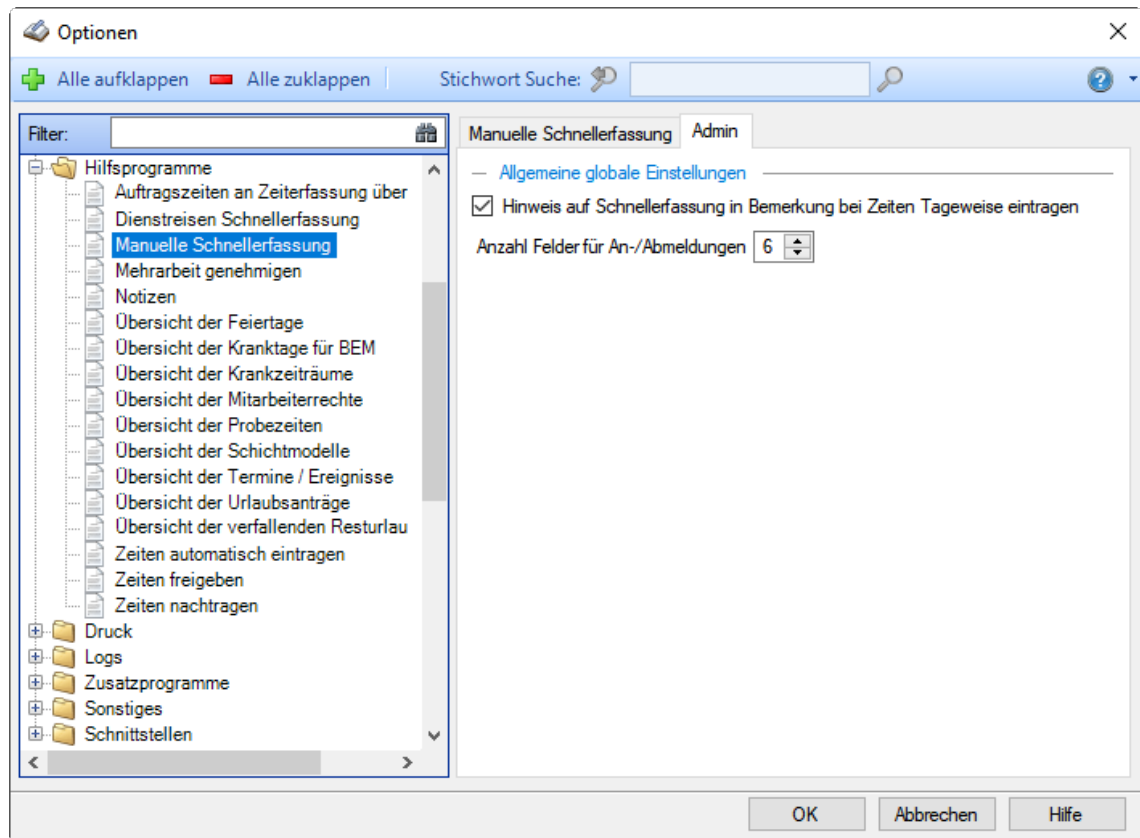 Optionen
Alle aufklappen
Alle zuklappen
Stichwort Suche:
Filter:
Hilfsprogramme
Auftragszeiten an Zeiterfassung über
Dienstreisen Schnellerfassung
Manuelle Schnellerfassung
Mehrarbeit genehmigen
Notizen
Übersicht der Feiertage
Übersicht der Kranktage für BEM
Übersicht der Krankzeiträume
Übersicht der Mitarbeiterrechte
Übersicht der Probezeiten
Übersicht der Schichtmodelle
Übersicht der Termine / Ereignisse
Übersicht der Urlaubsanträge
Übersicht der verfallenden Resturlau
Zeiten automatisch eintragen
Zeiten freigeben
Zeiten nachtragen
Druck
Logs
Zusatzprogramme
Sonstiges
Schnittstellen
Manuelle Schnellerfassung
Admin
Allgemeine globale Einstellungen
Hinweis auf Schnellerfassung in Bemerkung bei Zeiten Tageweise eintragen
Anzahl Felder für An-/Abmeldungen 6
OK
Abbrechen
Hilfe